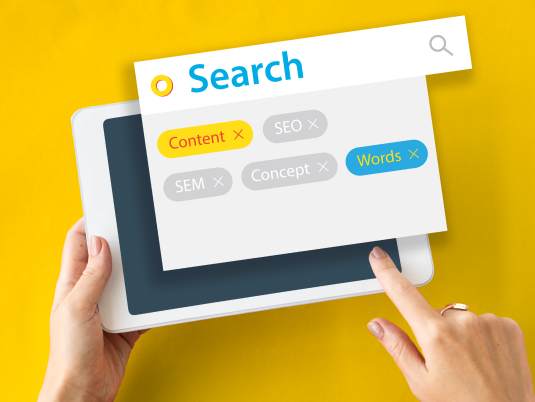 Search
Content × SEO ×
SEM × Concept × Words ×